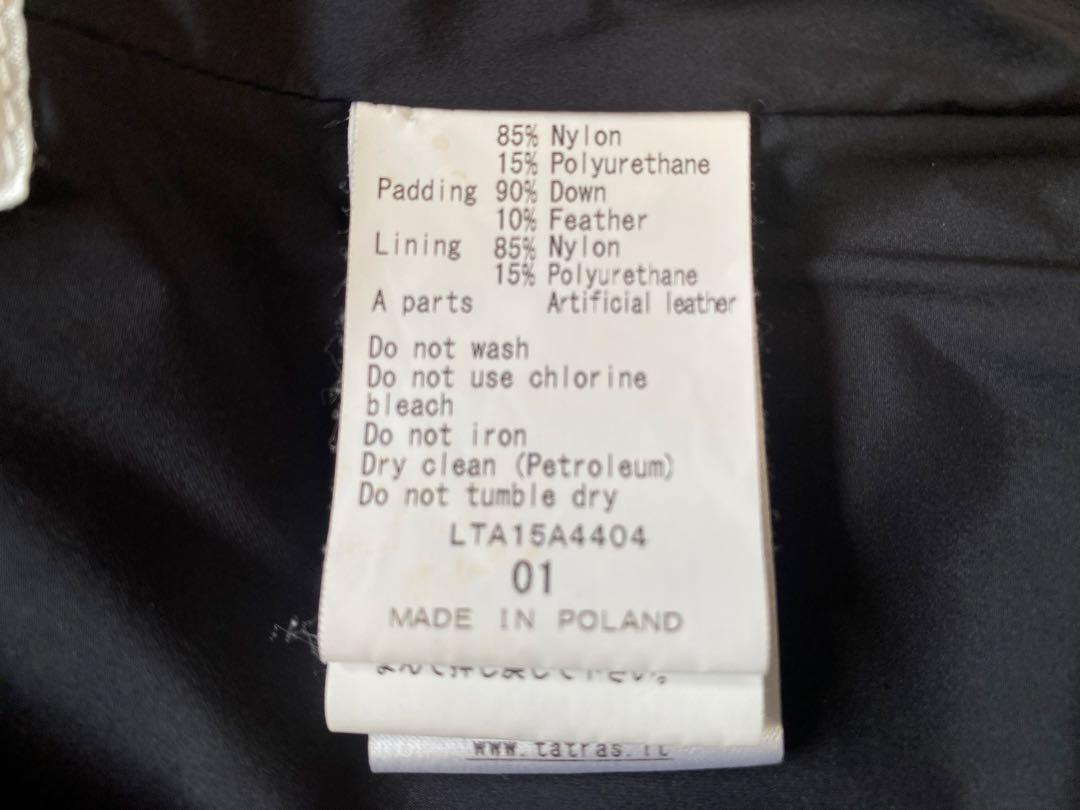 85% Nylon
15% Polyurethane
Padding 90% Down
10% Feather
Lining 85% Nylon
15% Polyurethane
A parts Artificial leather
Do not wash
Do not use chlorine
bleach
Do not iron
Dry clean (Petroleum)
Do not tumble dry
LTA15A4404
01
MADE IN POLAND
www.tatras.it